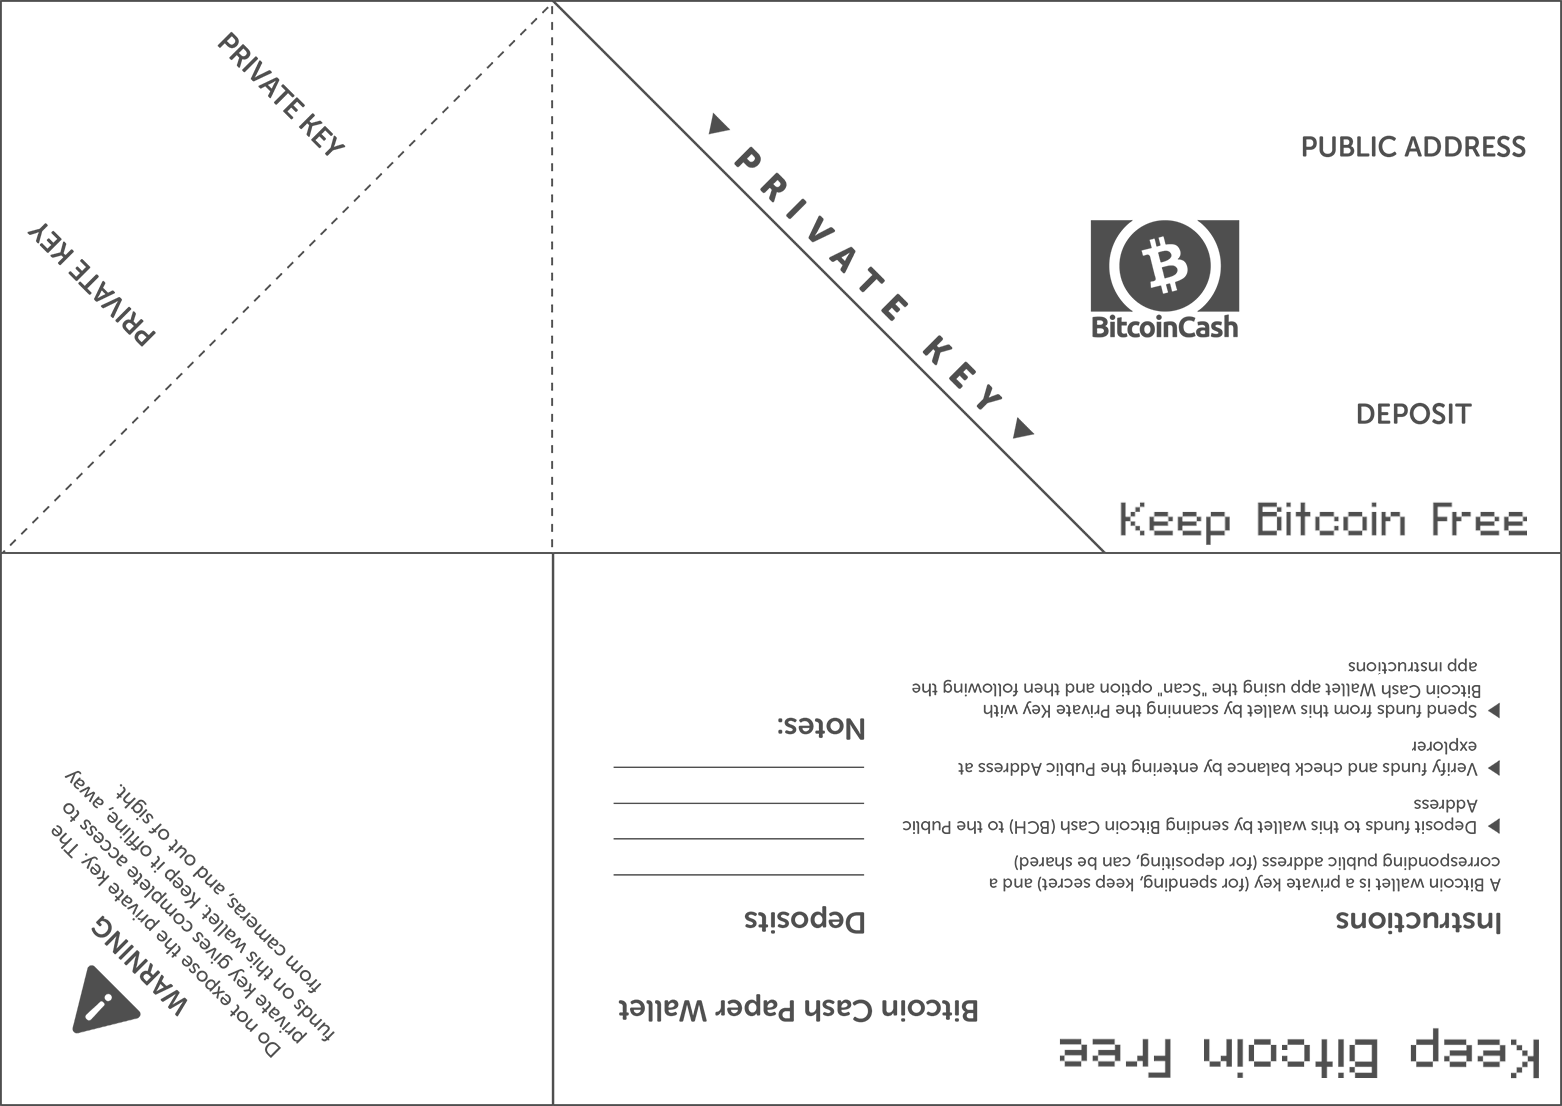 PRIVATE KEY
PRIVATE KEY
PRIVATE KEY
PUBLIC ADDRESS
BitcoinCash
DEPOSIT
Keep Bitcoin Free
WARNING
Do not expose the private key. The
private key gives complete access to
funds on this wallet. Keep it offline, away
from cameras, and out of sight.
Keep Bitcoin Free
Bitcoin Cash Paper Wallet
Instructions
A Bitcoin wallet is a private key (for spending, keep secret) and a
corresponding public address (for depositing, can be shared)
Deposit funds to this wallet by sending Bitcoin Cash (BCH) to the Public
Address
Verify funds and check balance by entering the Public Address at
explorer
Spend funds from this wallet by scanning the Private Key with
Bitcoin Cash Wallet app using the "Scan" option and then following the
app instructions
Deposits
Notes: